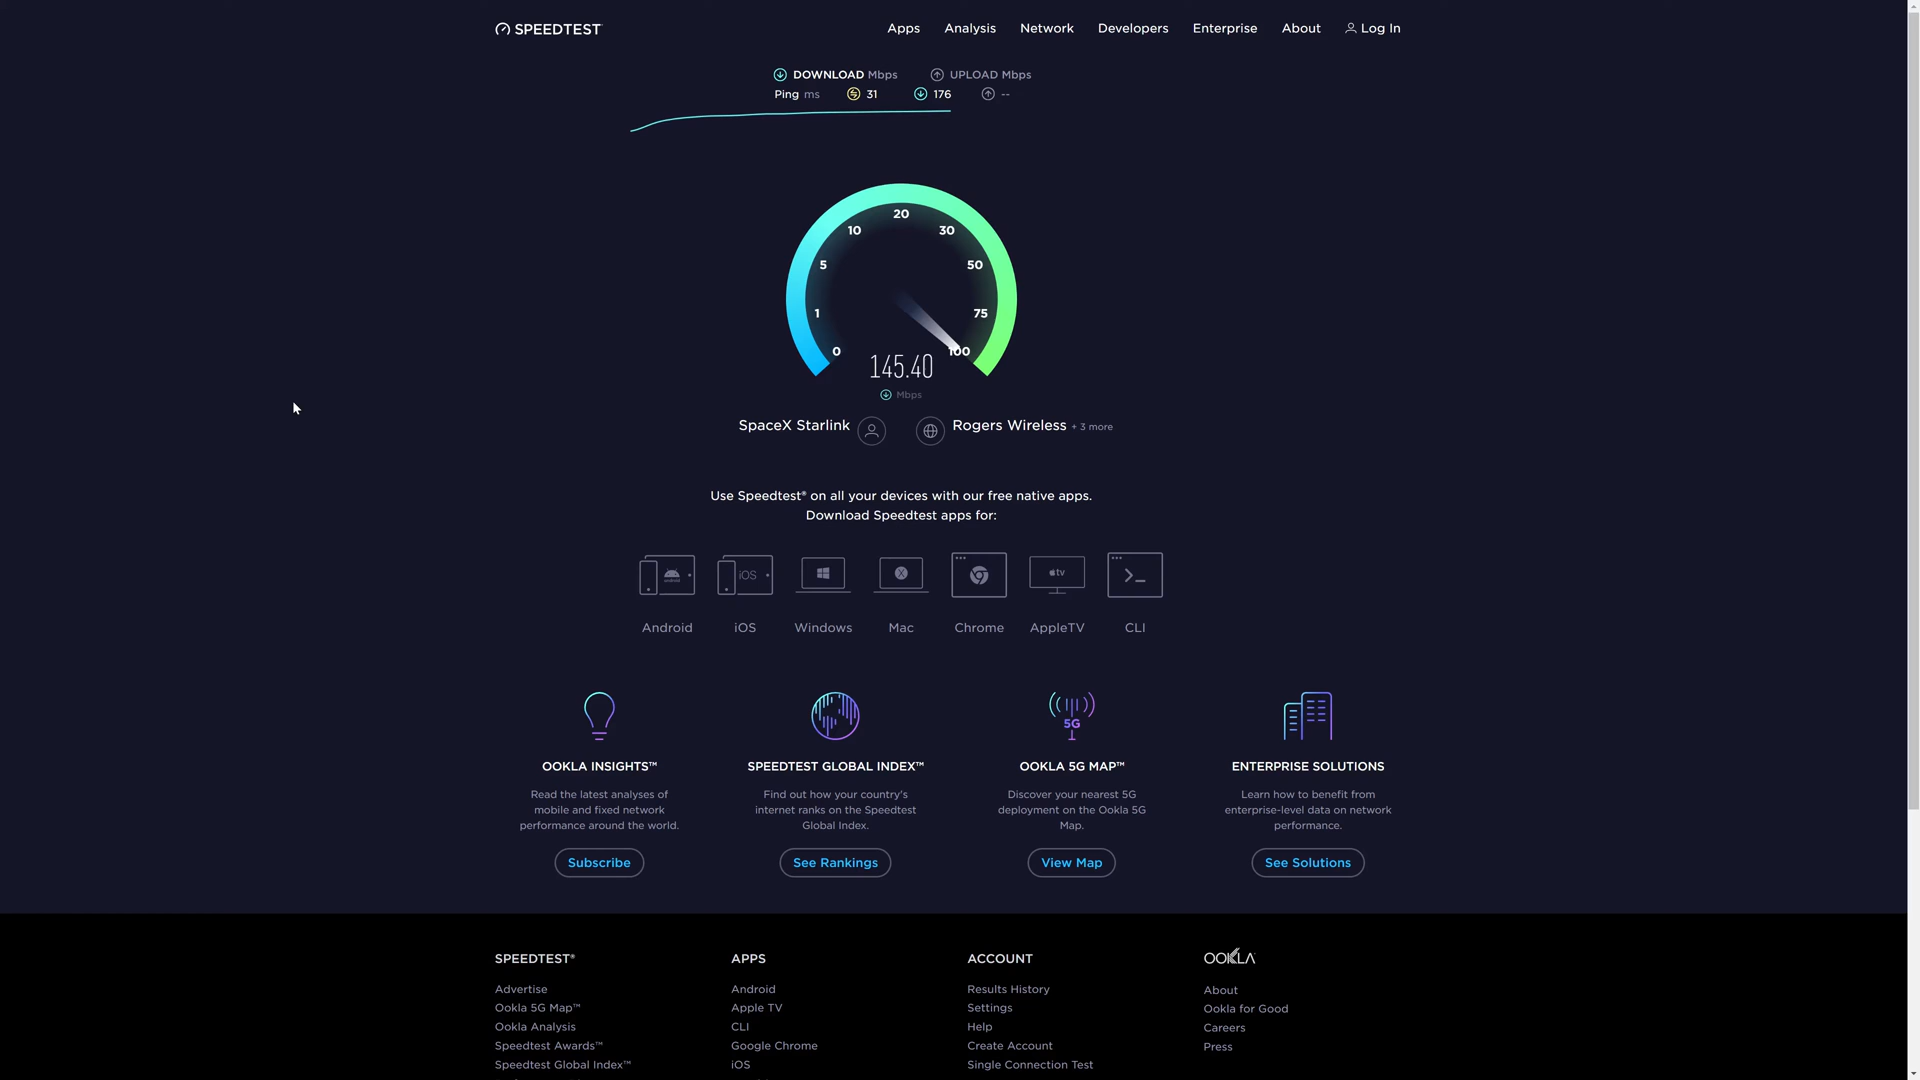 SPEEDTEST
Apps Analysis Network Developers Enterprise About Log In
DOWNLOAD Mbps UPLOAD Mbps
Ping ms 31 176 --
20
10 30
5 50
1 75
0 100
145.40
Mbps
SpaceX Starlink Rogers Wireless + 3 more
Use Speedtest® on all your devices with our free native apps.
Download Speedtest apps for:
android iOS tv
Android iOS Windows Mac Chrome AppleTV CLI
5G
OOKLA INSIGHTS™ SPEEDTEST GLOBAL INDEX™ OOKLA 5G MAP™ ENTERPRISE SOLUTIONS
Read the latest analyses of
mobile and fixed network
performance around the world.
Find out how your country's
internet ranks on the Speedtest
Global Index.
Discover your nearest 5G
deployment on the Ookla 5G
Map.
Learn how to benefit from
enterprise-level data on network
performance.
Subscribe See Rankings View Map See Solutions
SPEEDTEST®
Advertise
Ookla 5G Map™
Ookla Analysis
Speedtest Awards™
Speedtest Global Index™
APPS
Android
Apple TV
CLI
Google Chrome
iOS
ACCOUNT
Results History
Settings
Help
Create Account
Single Connection Test
OOKLA
About
Ookla for Good
Careers
Press